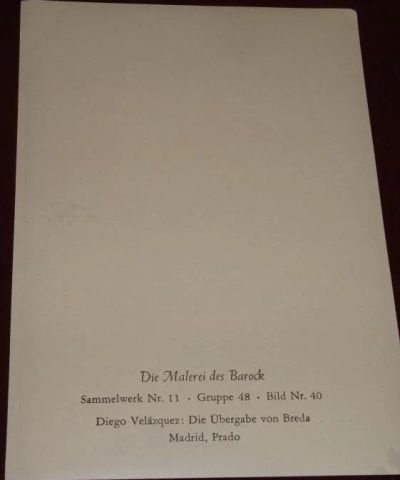 Die Malerei des Barock
Sammelwerk Nr. 11 · Gruppe 48 · Bild Nr. 40
Diego Velázquez: Die Übergabe von Breda
Madrid, Prado